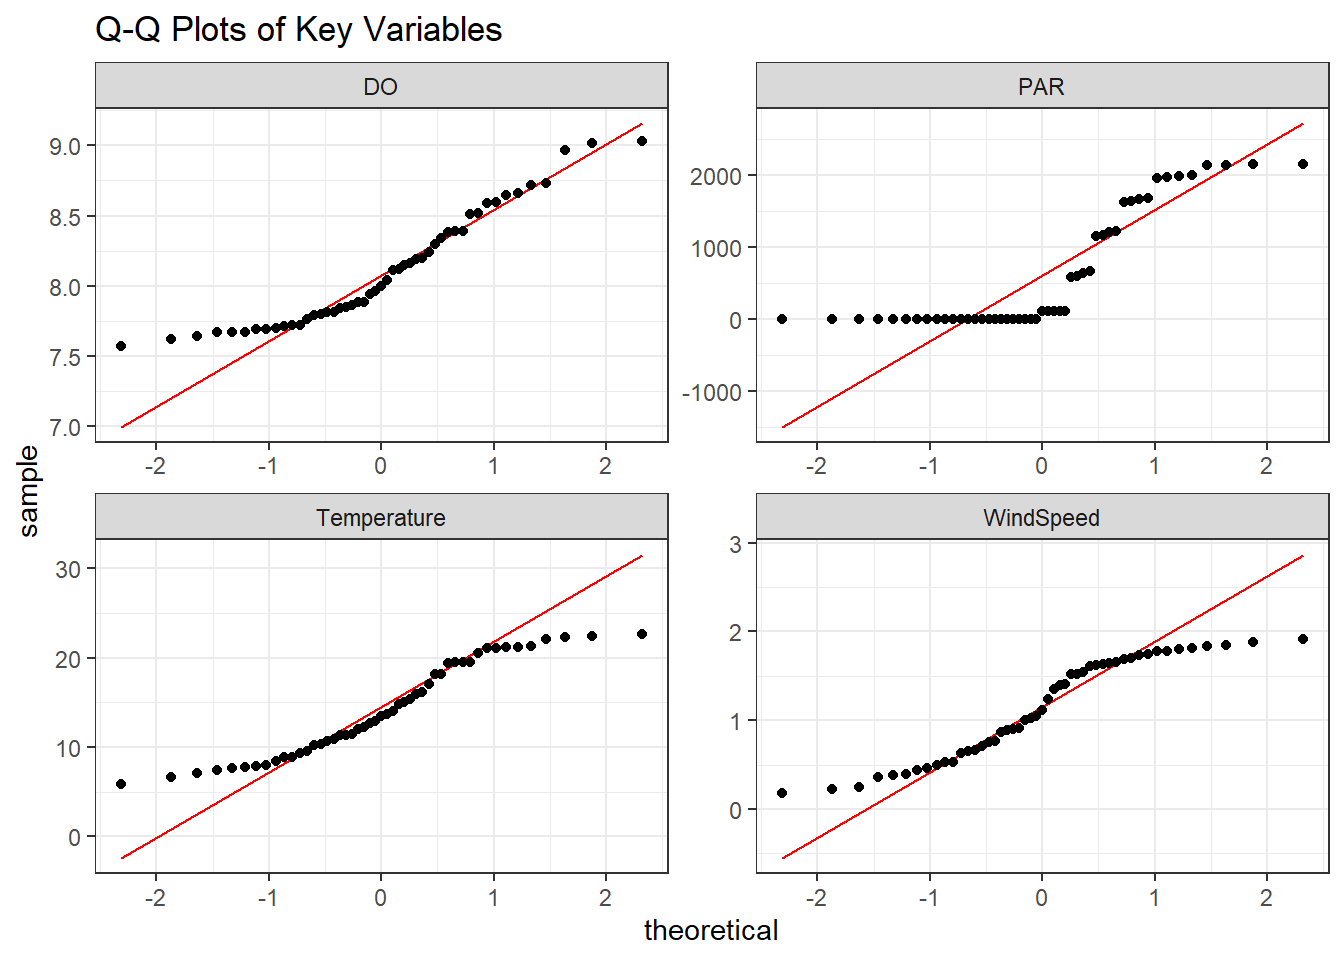 Q-Q Plots of Key Variables
DO
PAR
9.0
8.5
8.0
7.5
7.0
2000
1000
0
-1000
-2 -1 0 1 2
-2 -1 0 1 2
sample
Temperature
WindSpeed
30
20
10
0
3
2
1
0
-2 -1 0 1 2
-2 -1 0 1 2
theoretical